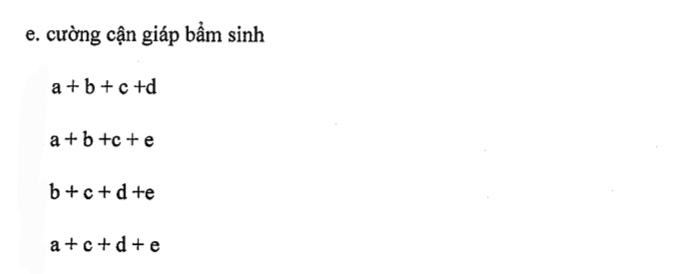 e. cường cận giáp bẩm sinh
a + b + c +d
a + b +c + e
b + c + d +e
a + c + d + e